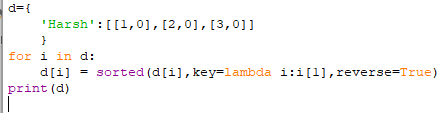 d={
    'Harsh':[[1,0],[2,0],[3,0]]
    }
for i in d:
    d[i] = sorted(d[i],key=lambda i:i[1],reverse=True)
print(d)